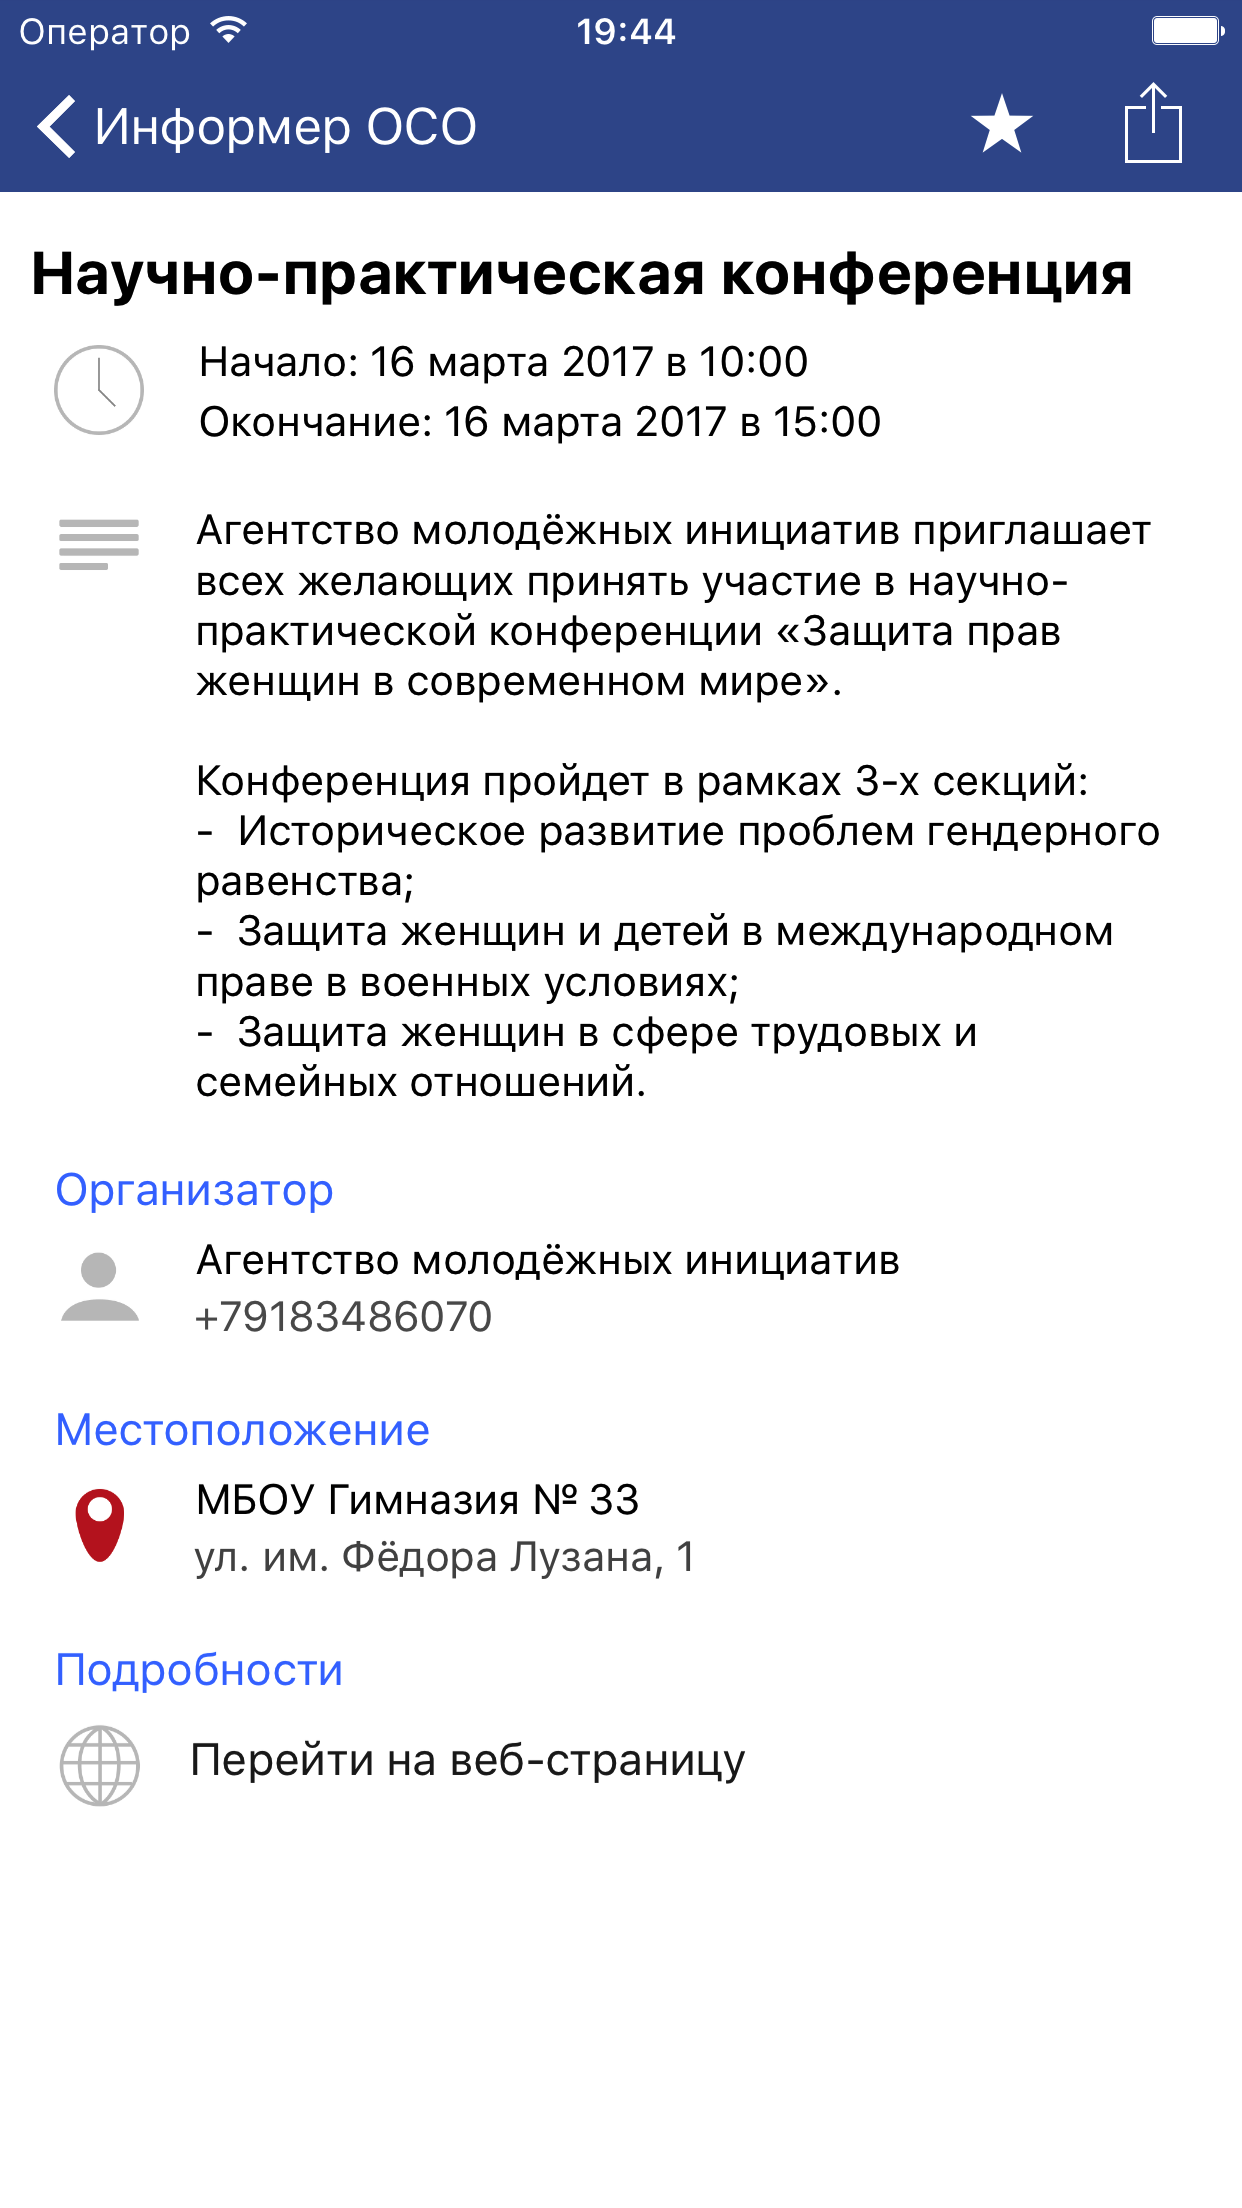 Оператор 19:44
Информер ОСО
Научно-практическая конференция
Начало: 16 марта 2017 в 10:00
Окончание: 16 марта 2017 в 15:00
Агентство молодёжных инициатив приглашает
всех желающих принять участие в научно-
практической конференции «Защита прав
женщин в современном мире».
Конференция пройдет в рамках 3-х секций:
- Историческое развитие проблем гендерного
равенства;
- Защита женщин и детей в международном
праве в военных условиях;
- Защита женщин в сфере трудовых и
семейных отношений.
Организатор
Агентство молодёжных инициатив
+79183486070
Местоположение
МБОУ Гимназия № 33
ул. им. Фёдора Лузана, 1
Подробности
Перейти на веб-страницу